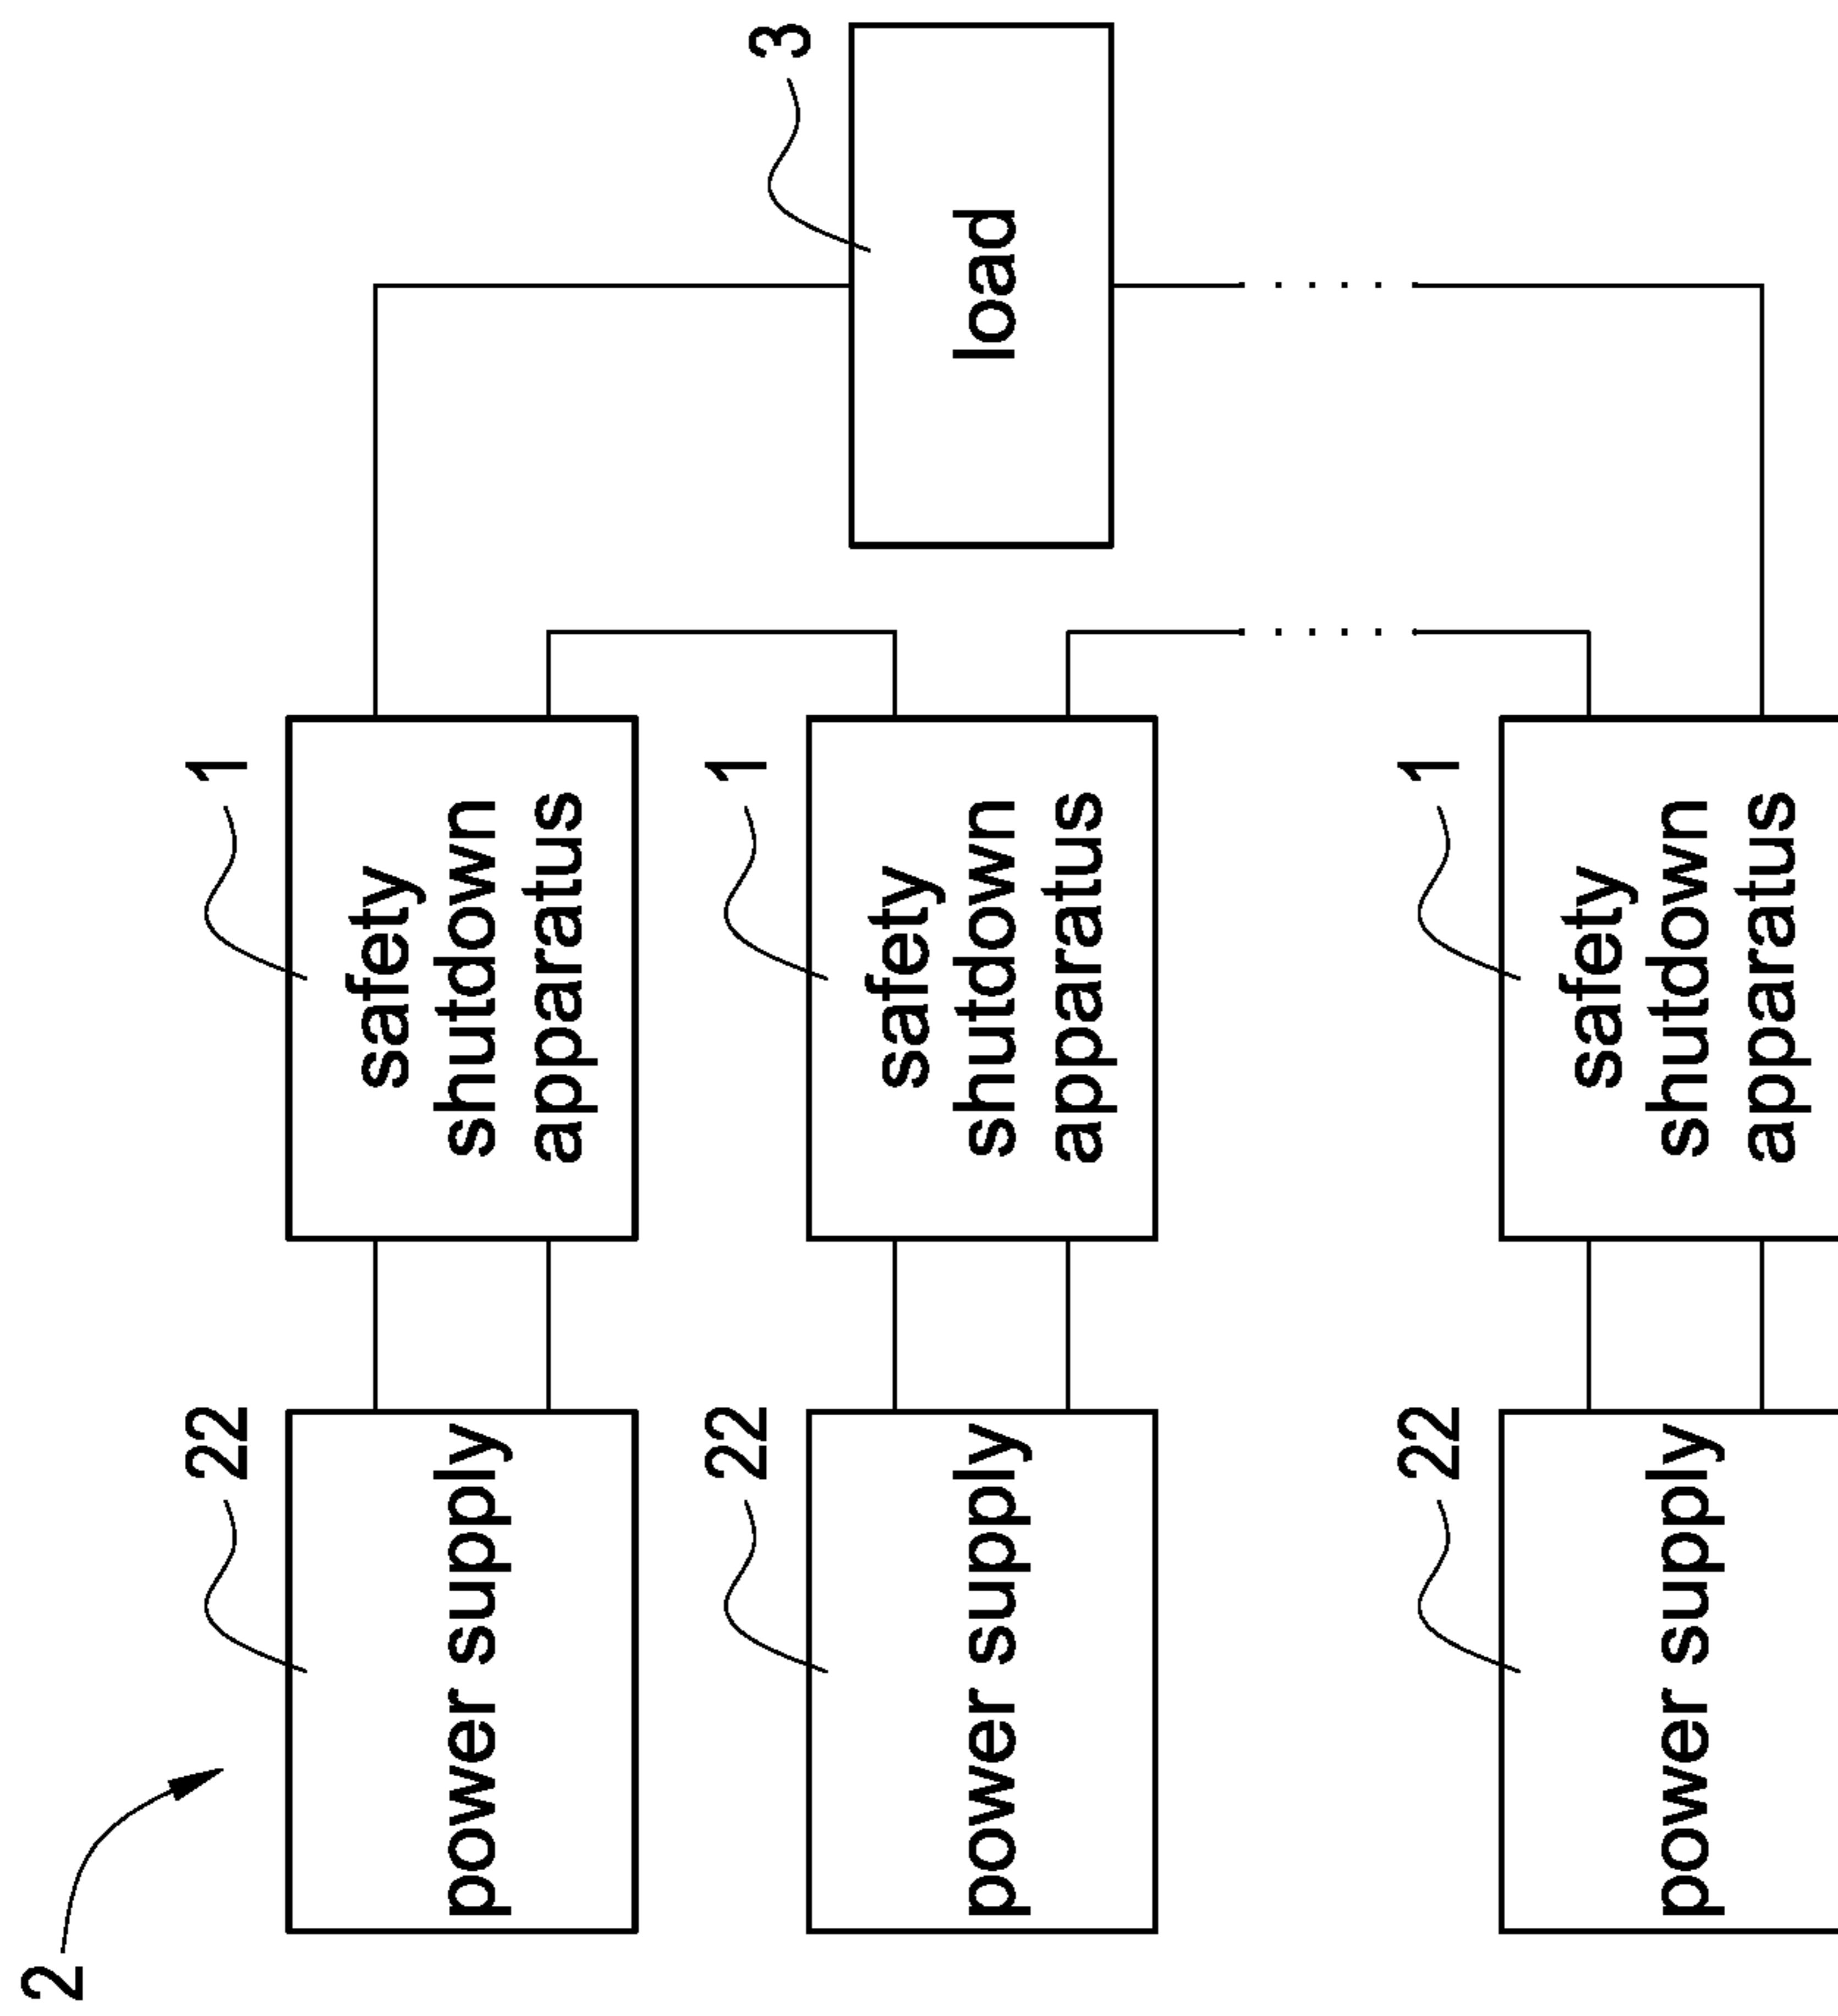 2
22
power supply
1
safety
shutdown
apparatus
3
load
22
power supply
1
safety
shutdown
apparatus
22
power supply
1
safety
shutdown
apparatus